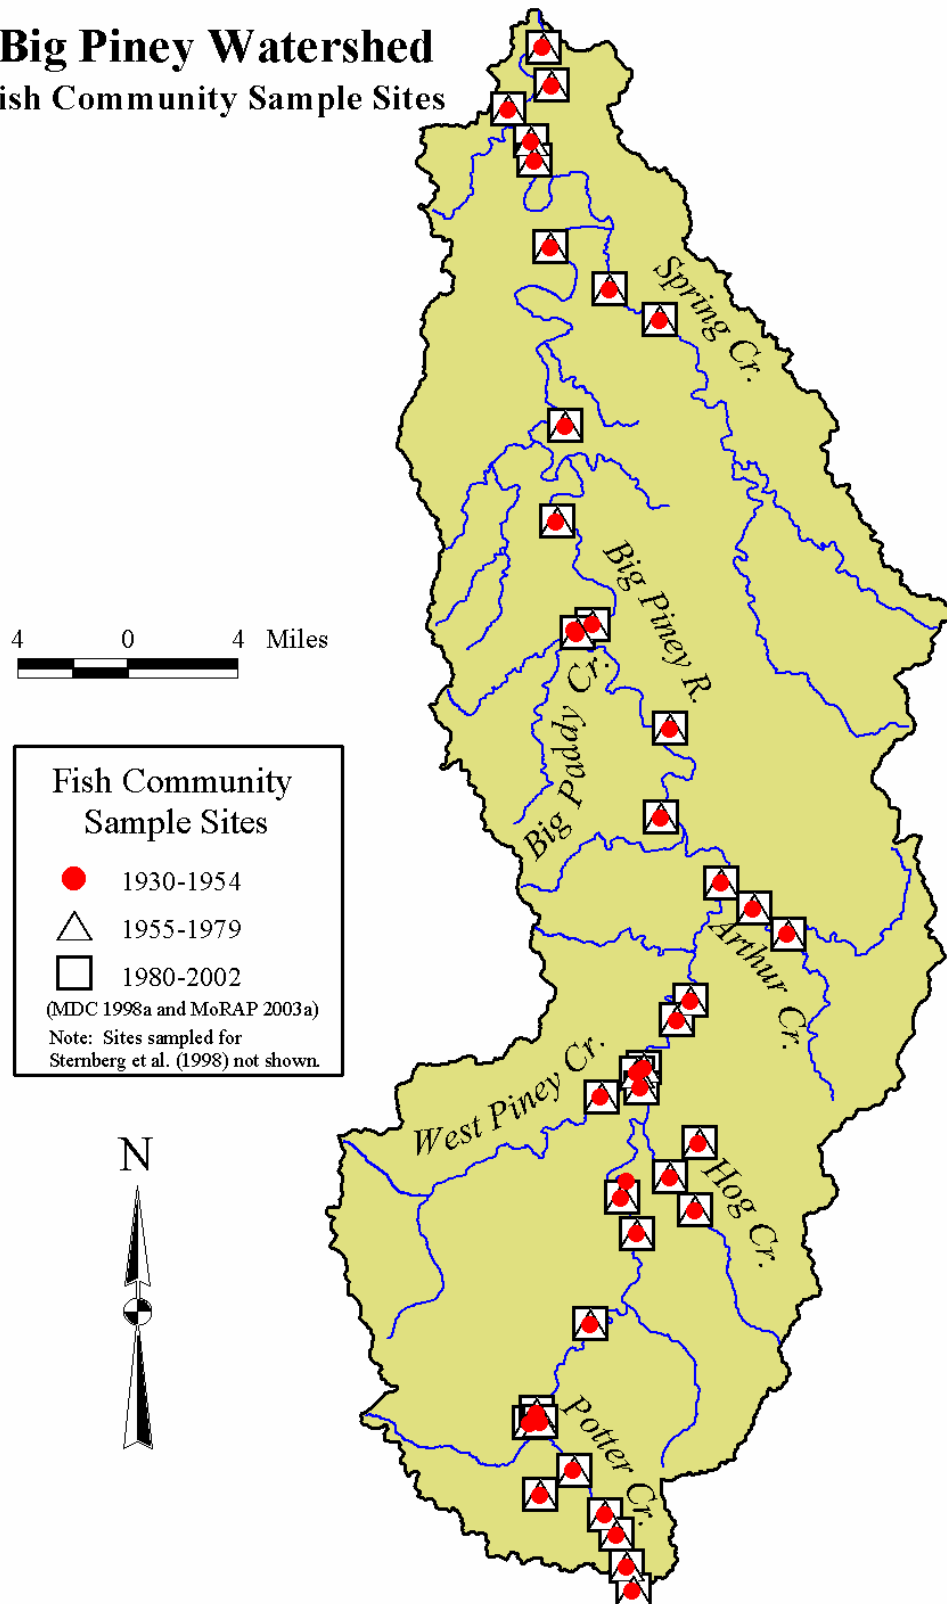 Big Piney Watershed
ish Community Sample Sites
Spring Cr.
Big Piney R.
4 0 4 Miles
Big Paddy Cr.
Fish Community
Sample Sites
1930-1954
1955-1979
1980-2002
(MDC 1998a and MoRAP 2003a)
Note: Sites sampled for
Sternberg et al. (1998) not shown.
Arthur Cr.
West Piney Cr.
N
Hog Cr.
Potter Cr.